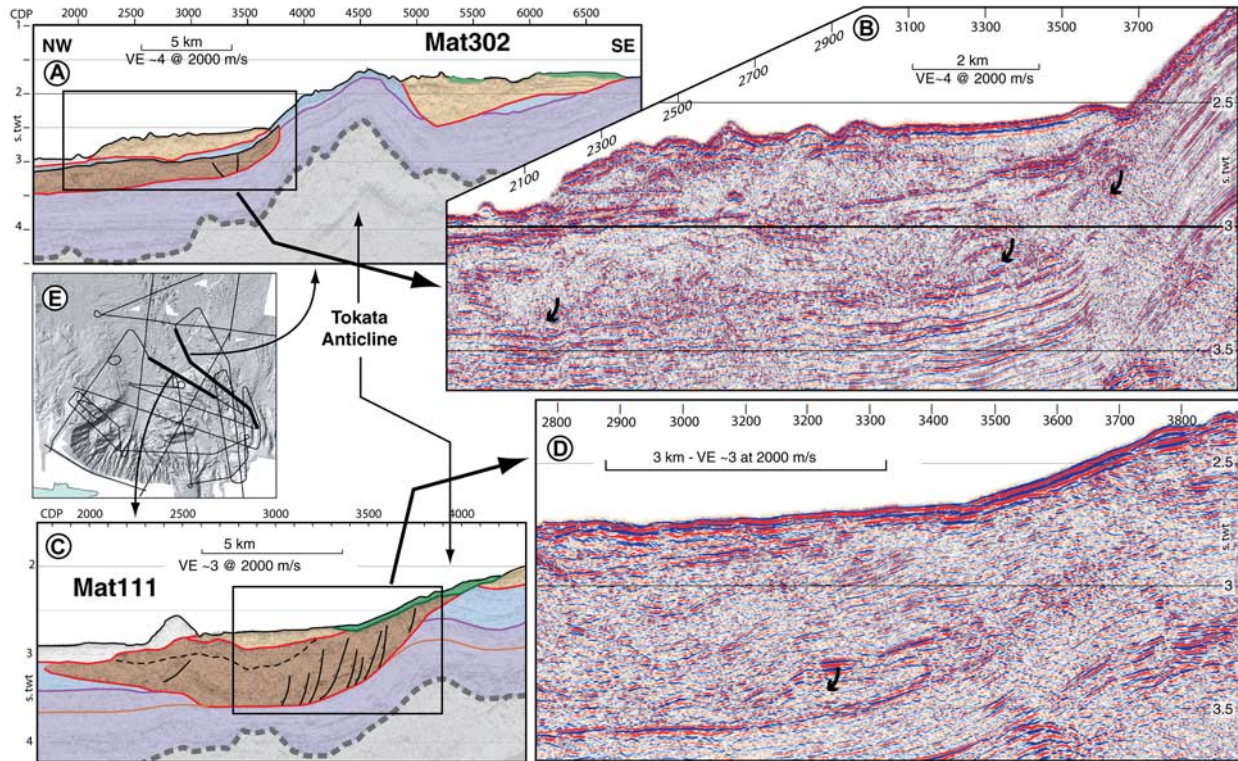 CDP 2000 2500 3000 3500 4000 4500 5000 5500 6000 6500
1
NW
5 km
VE ~4 @ 2000 m/s
Mat302
SE
A
2
s. twt
3
4
B
2100 2300 2500 2700 2900 3100 3300 3500 3700
2 km
VE~4 @ 2000 m/s
2.5
s. twt
3
3.5
E
Tokata
Anticline
CDP 2000 2500 3000 3500 4000
C
5 km
VE ~3 @ 2000 m/s
2
Mat111
3
s. twt
4
2800 2900 3000 3100 3200 3300 3400 3500 3600 3700 3800
D
3 km - VE ~3 at 2000 m/s
2.5
s. twt
3
3.5